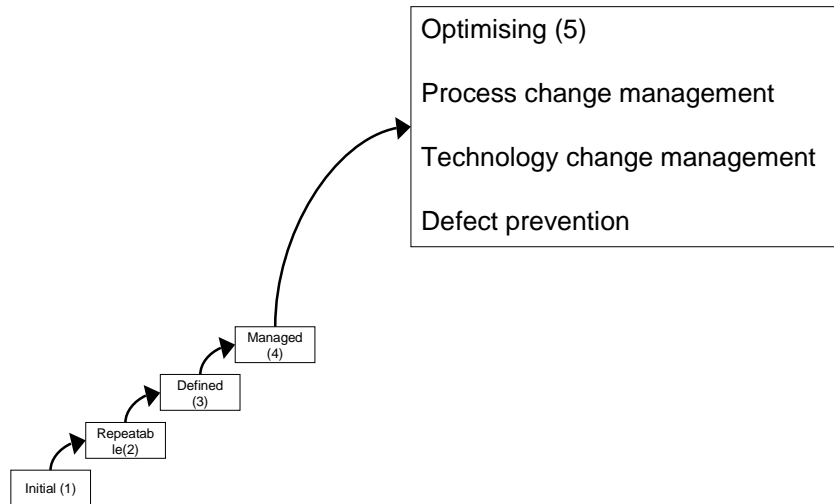 Optimising (5)
Process change management
Technology change management
Defect prevention
Managed
(4)
Defined
(3)
Repeatab
le(2)
Initial (1)